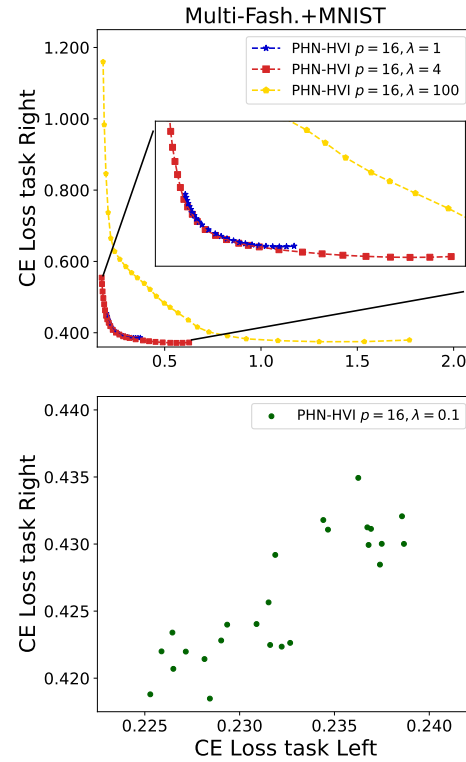 Multi-Fash.+MNIST
CE Loss task Right
1.200
1.000
0.800
0.600
0.400
PHN-HVI p = 16, λ = 1
PHN-HVI p = 16, λ = 4
PHN-HVI p = 16, λ = 100
0.5
1.0
1.5
2.0
CE Loss task Right
0.440
0.430
0.425
0.420
PHN-HVI p = 16, λ = 0.1
0.225
0.230
0.235
0.240
CE Loss task Left